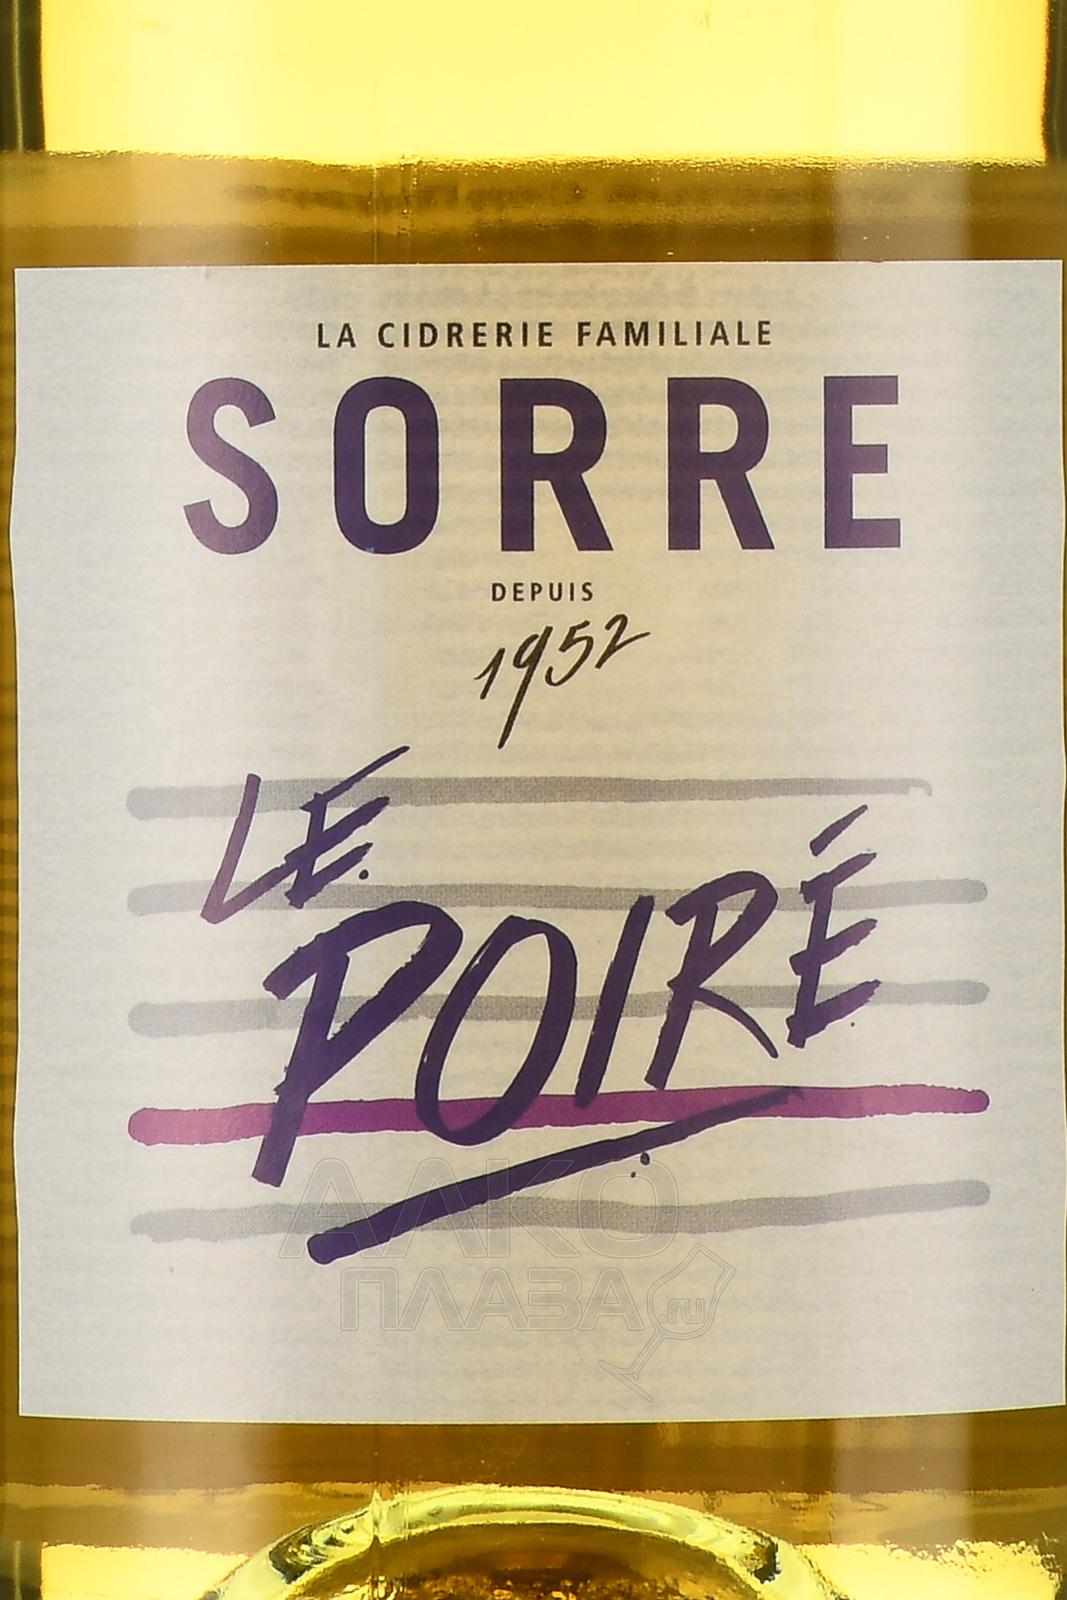 LA CIDRERIE FAMILIALE
SORRE
DEPUIS
1952
LE
POIRÉ
АЛКО
ПЛАЗА.ru